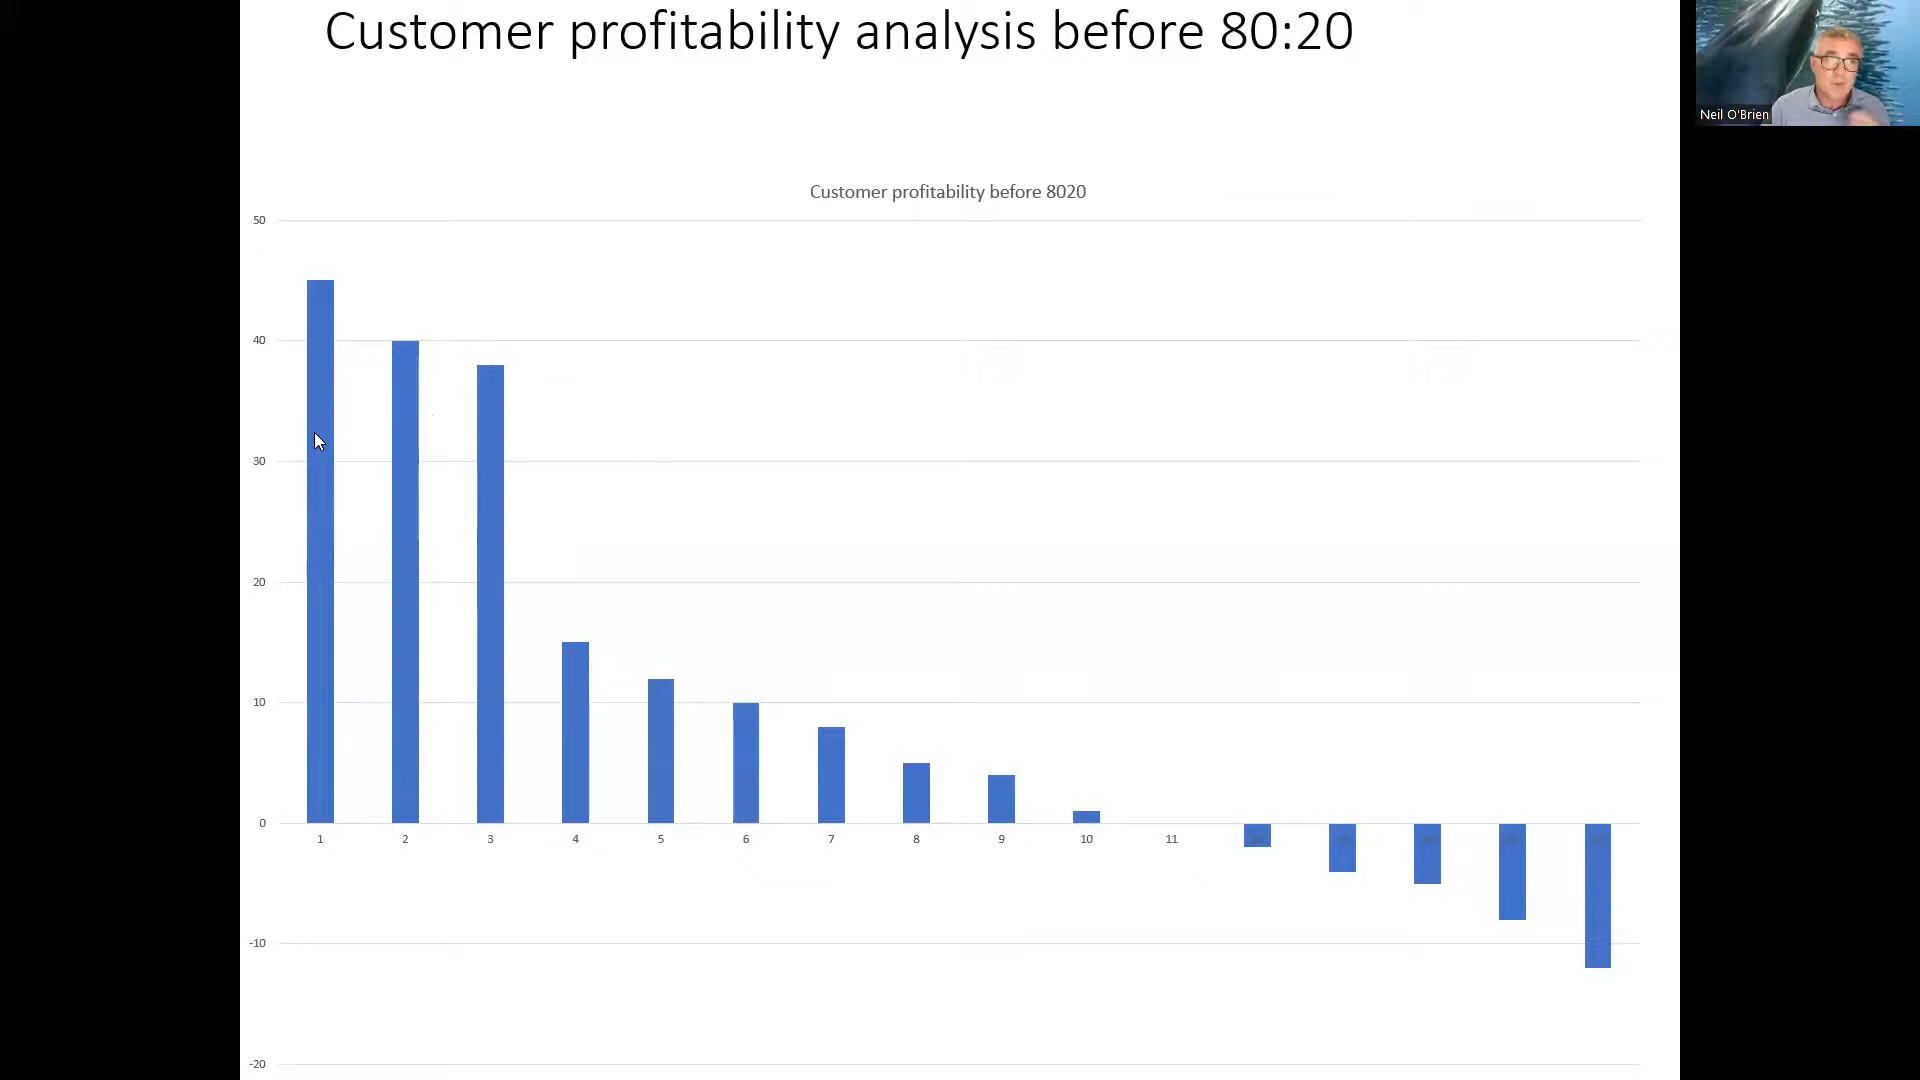 Customer profitability analysis before 80:20
Neil O'Brien
Customer profitability before 8020
50
40
30
20
10
0
1 2 3 4 5 6 7 8 9 10 11
-10
-20